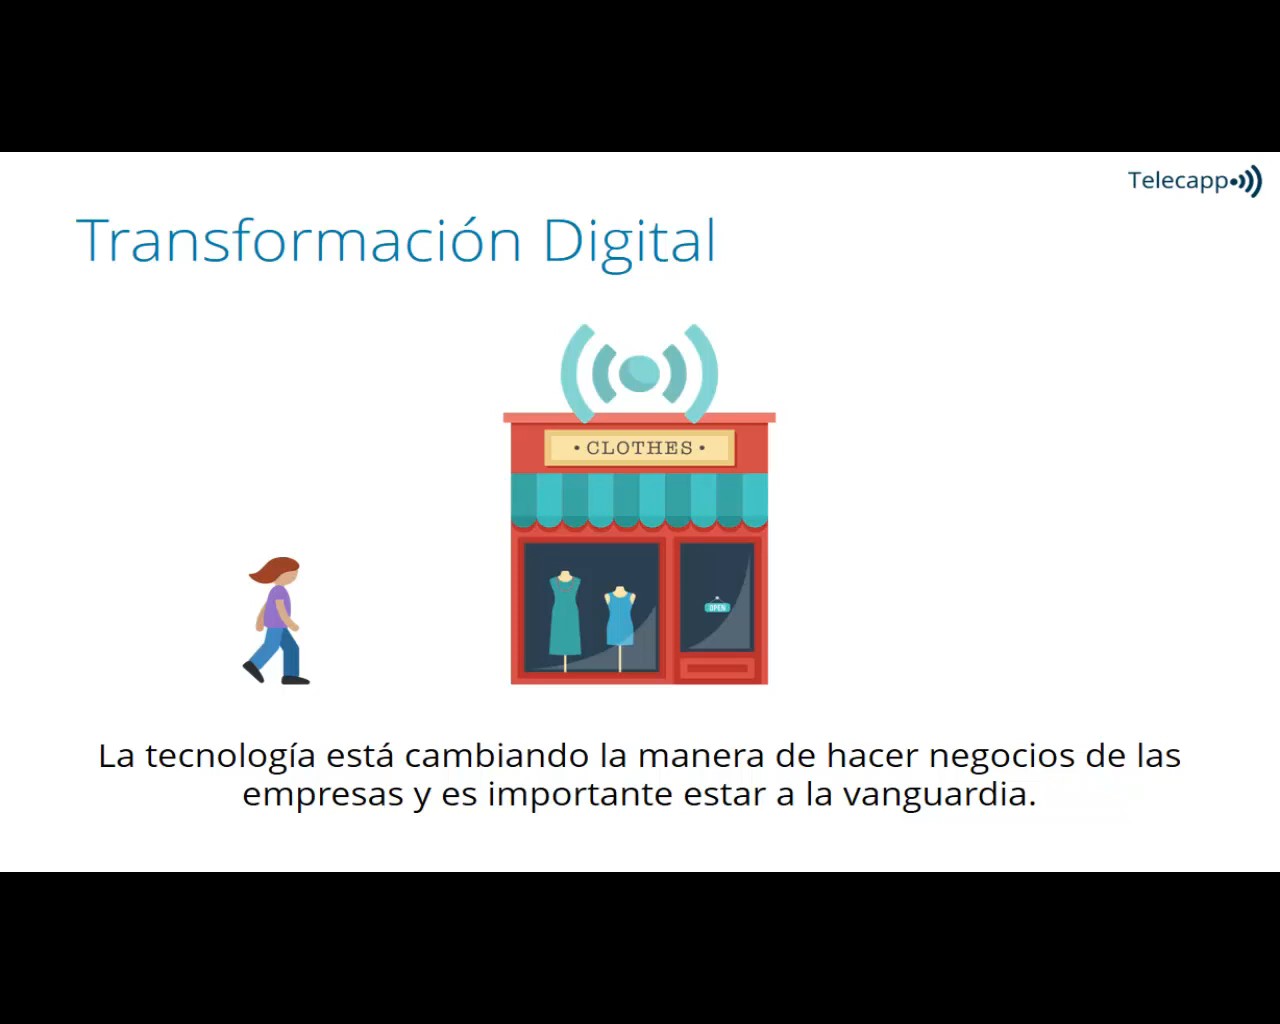 Telecapp
Transformación Digital
• CLOTHES •
OPEN
La tecnología está cambiando la manera de hacer negocios de las
empresas y es importante estar a la vanguardia.